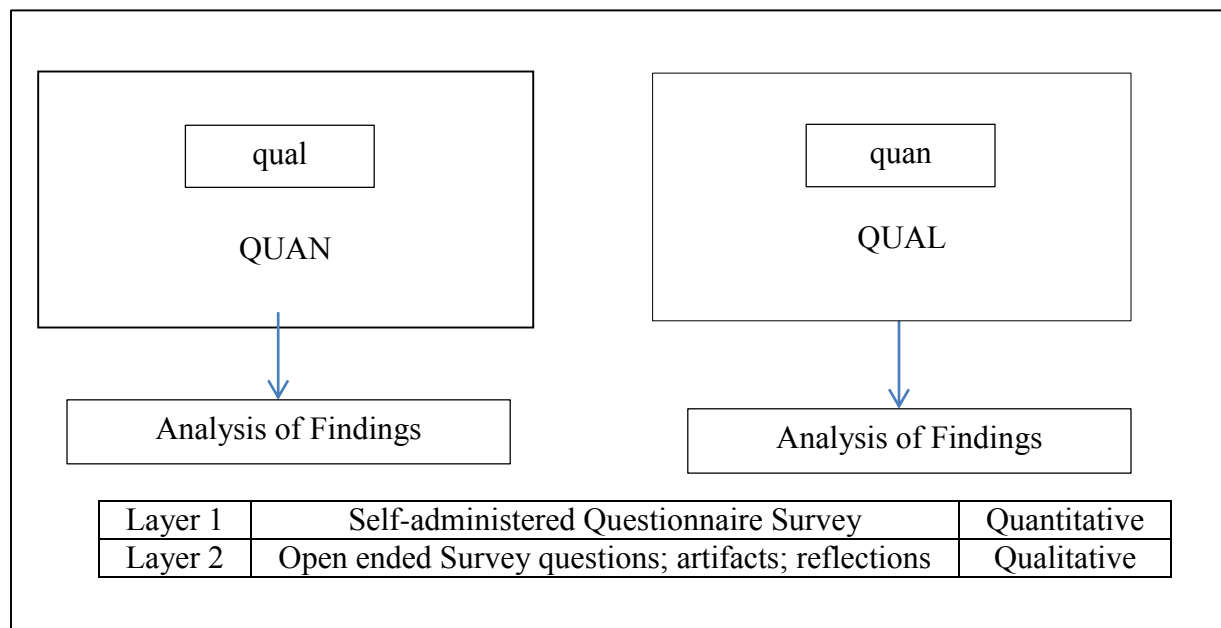 qual
QUAN
Analysis of Findings
quan
QUAL
Analysis of Findings
Layer 1 Self-administered Questionnaire Survey Quantitative
Layer 2 Open ended Survey questions; artifacts; reflections Qualitative